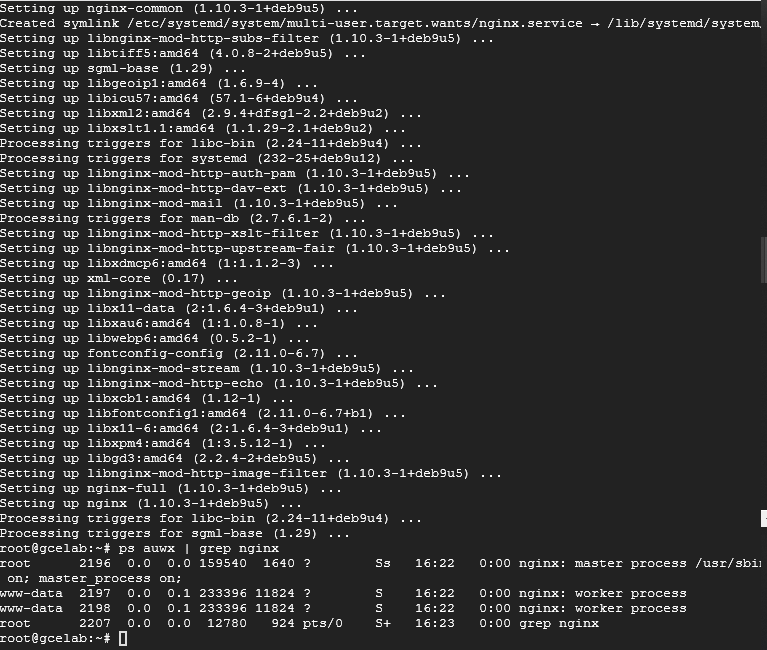 Setting up nginx-common (1.10.3-1+deb9u5) ...
Created symlink /etc/systemd/system/multi-user.target.wants/nginx.service → /lib/systemd/system
Setting up libnginx-mod-http-subs-filter (1.10.3-1+deb9u5) ...
Setting up libtiff5:amd64 (4.0.8-2+deb9u5) ...
Setting up sgml-base (1.29) ...
Setting up libgeoip1:amd64 (1.6.9-4) ...
Setting up libicu57:amd64 (57.1-6+deb9u4) ...
Setting up libxml2:amd64 (2.9.4+dfsg1-2.2+deb9u2) ...
Setting up libxslt1.1:amd64 (1.1.29-2.1+deb9u2) ...
Processing triggers for libc-bin (2.24-11+deb9u4) ...
Processing triggers for systemd (232-25+deb9u12) ...
Setting up libnginx-mod-http-auth-pam (1.10.3-1+deb9u5) ...
Setting up libnginx-mod-http-dav-ext (1.10.3-1+deb9u5) ...
Setting up libnginx-mod-mail (1.10.3-1+deb9u5) ...
Processing triggers for man-db (2.7.6.1-2) ...
Setting up libnginx-mod-http-xslt-filter (1.10.3-1+deb9u5) ...
Setting up libnginx-mod-http-upstream-fair (1.10.3-1+deb9u5) ...
Setting up libxdmcp6:amd64 (1:1.1.2-3) ...
Setting up xml-core (0.17) ...
Setting up libnginx-mod-http-geoip (1.10.3-1+deb9u5) ...
Setting up libx11-data (2:1.6.4-3+deb9u1) ...
Setting up libxau6:amd64 (1:1.0.8-1) ...
Setting up libwebp6:amd64 (0.5.2-1) ...
Setting up fontconfig-config (2.11.0-6.7) ...
Setting up libnginx-mod-stream (1.10.3-1+deb9u5) ...
Setting up libnginx-mod-http-echo (1.10.3-1+deb9u5) ...
Setting up libxcb1:amd64 (1.12-1) ...
Setting up libfontconfig1:amd64 (2.11.0-6.7+b1) ...
Setting up libx11-6:amd64 (2:1.6.4-3+deb9u1) ...
Setting up libxpm4:amd64 (1:3.5.12-1) ...
Setting up libgd3:amd64 (2.2.4-2+deb9u5) ...
Setting up libnginx-mod-http-image-filter (1.10.3-1+deb9u5) ...
Setting up nginx-full (1.10.3-1+deb9u5) ...
Setting up nginx (1.10.3-1+deb9u5) ...
Processing triggers for libc-bin (2.24-11+deb9u4) ...
Processing triggers for sgml-base (1.29) ...
root@gcelab:~# ps auwx | grep nginx
root      2196  0.0  0.0 159540  1640 ?        Ss   16:22   0:00 nginx: master process /usr/sbin
 on; master_process on;
www-data  2197  0.0  0.1 233396 11824 ?        S    16:22   0:00 nginx: worker process
www-data  2198  0.0  0.1 233396 11824 ?        S    16:22   0:00 nginx: worker process
root      2207  0.0  0.0  12780   924 pts/0    S+   16:23   0:00 grep nginx
root@gcelab:~#